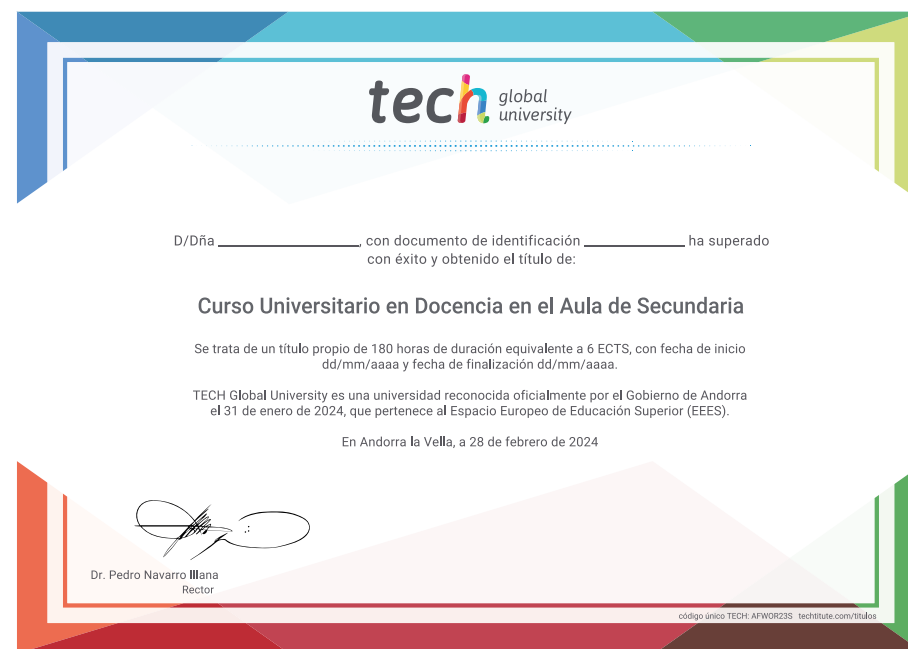 tech global university
D/Dña ____________________, con documento de identificación ______________ ha superado
con éxito y obtenido el título de:
Curso Universitario en Docencia en el Aula de Secundaria
Se trata de un título propio de 180 horas de duración equivalente a 6 ECTS, con fecha de inicio
dd/mm/aaaa y fecha de finalización dd/mm/aaaa.
TECH Global University es una universidad reconocida oficialmente por el Gobierno de Andorra
el 31 de enero de 2024, que pertenece al Espacio Europeo de Educación Superior (EEES).
En Andorra la Vella, a 28 de febrero de 2024
Dr. Pedro Navarro Illana
Rector
código único TECH: AFWOR23S techtitute.com/titulos